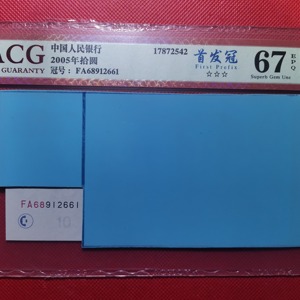 ACG
GUARANTY
中国人民银行
2005年拾圆
冠号: FA68912661
17872542
首发冠
First Prefix
☆☆☆
67 EPQ
Superb Gem Unc
FA68912661
10